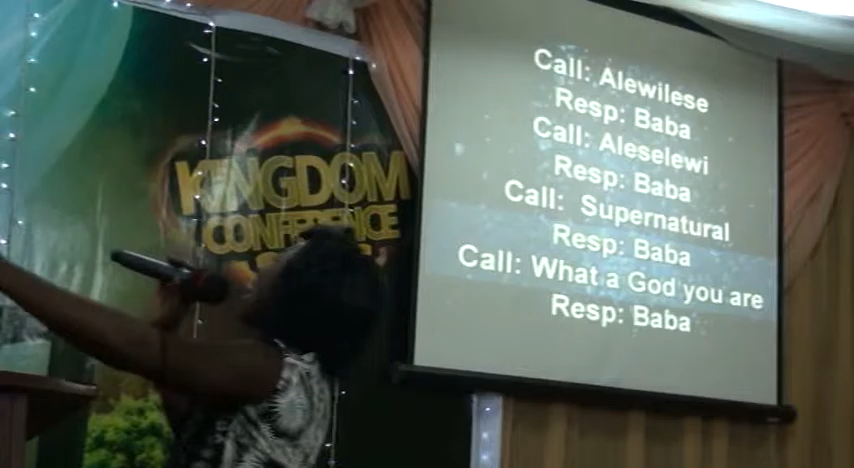 KINGDOM
CONFERENCE
Call: Alewilese
Resp: Baba
Call: Aleselewi
Resp: Baba
Call: Supernatural
Resp: Baba
Call: What a God you are
Resp: Baba